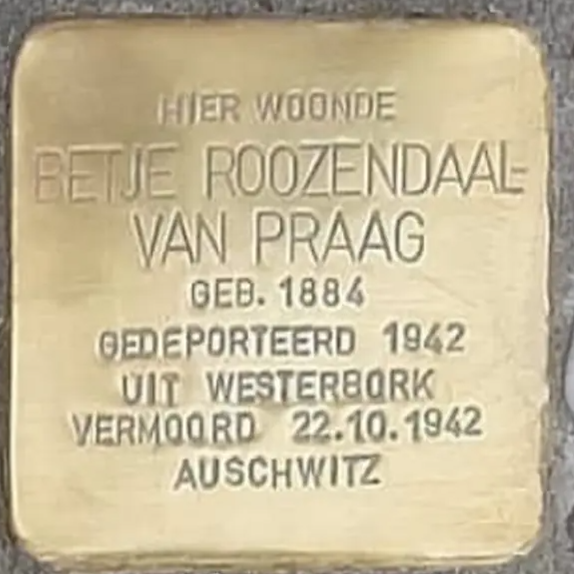 HIER WOONDE
BETJE ROOZENDAAL-
VAN PRAAG
GEB. 1884
GEDEPORTEERD 1942
UIT WESTERBORK
VERMOORD 22.10.1942
AUSCHWITZ